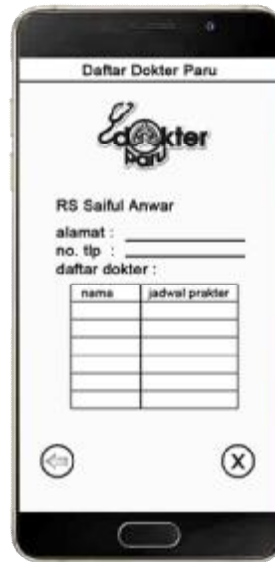 Daftar Dokter Paru
dokter
paru
RS Saiful Anwar
alamat :
no. tlp :
daftar dokter :
nama jadwal prakter
X